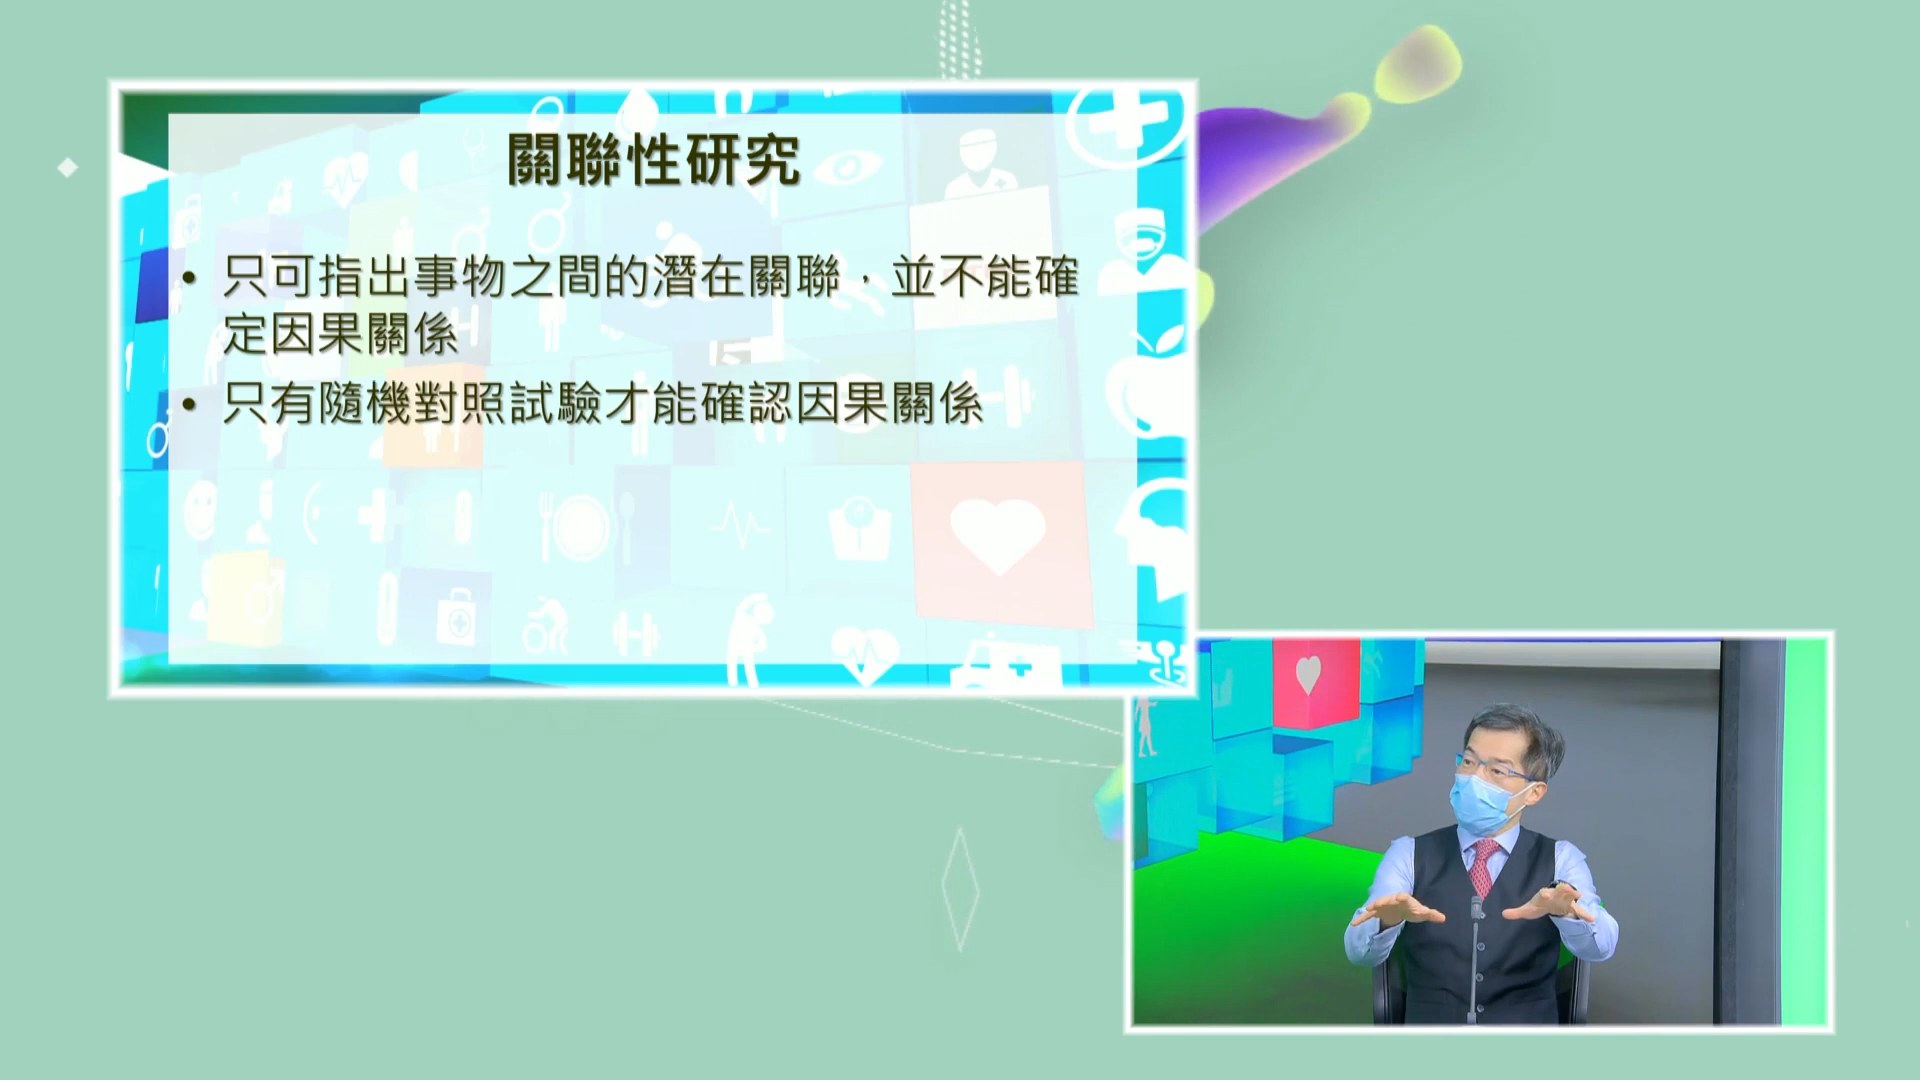 關聯性研究
• 只可指出事物之間的潛在關聯，並不能確
定因果關係
• 只有隨機對照試驗才能確認因果關係